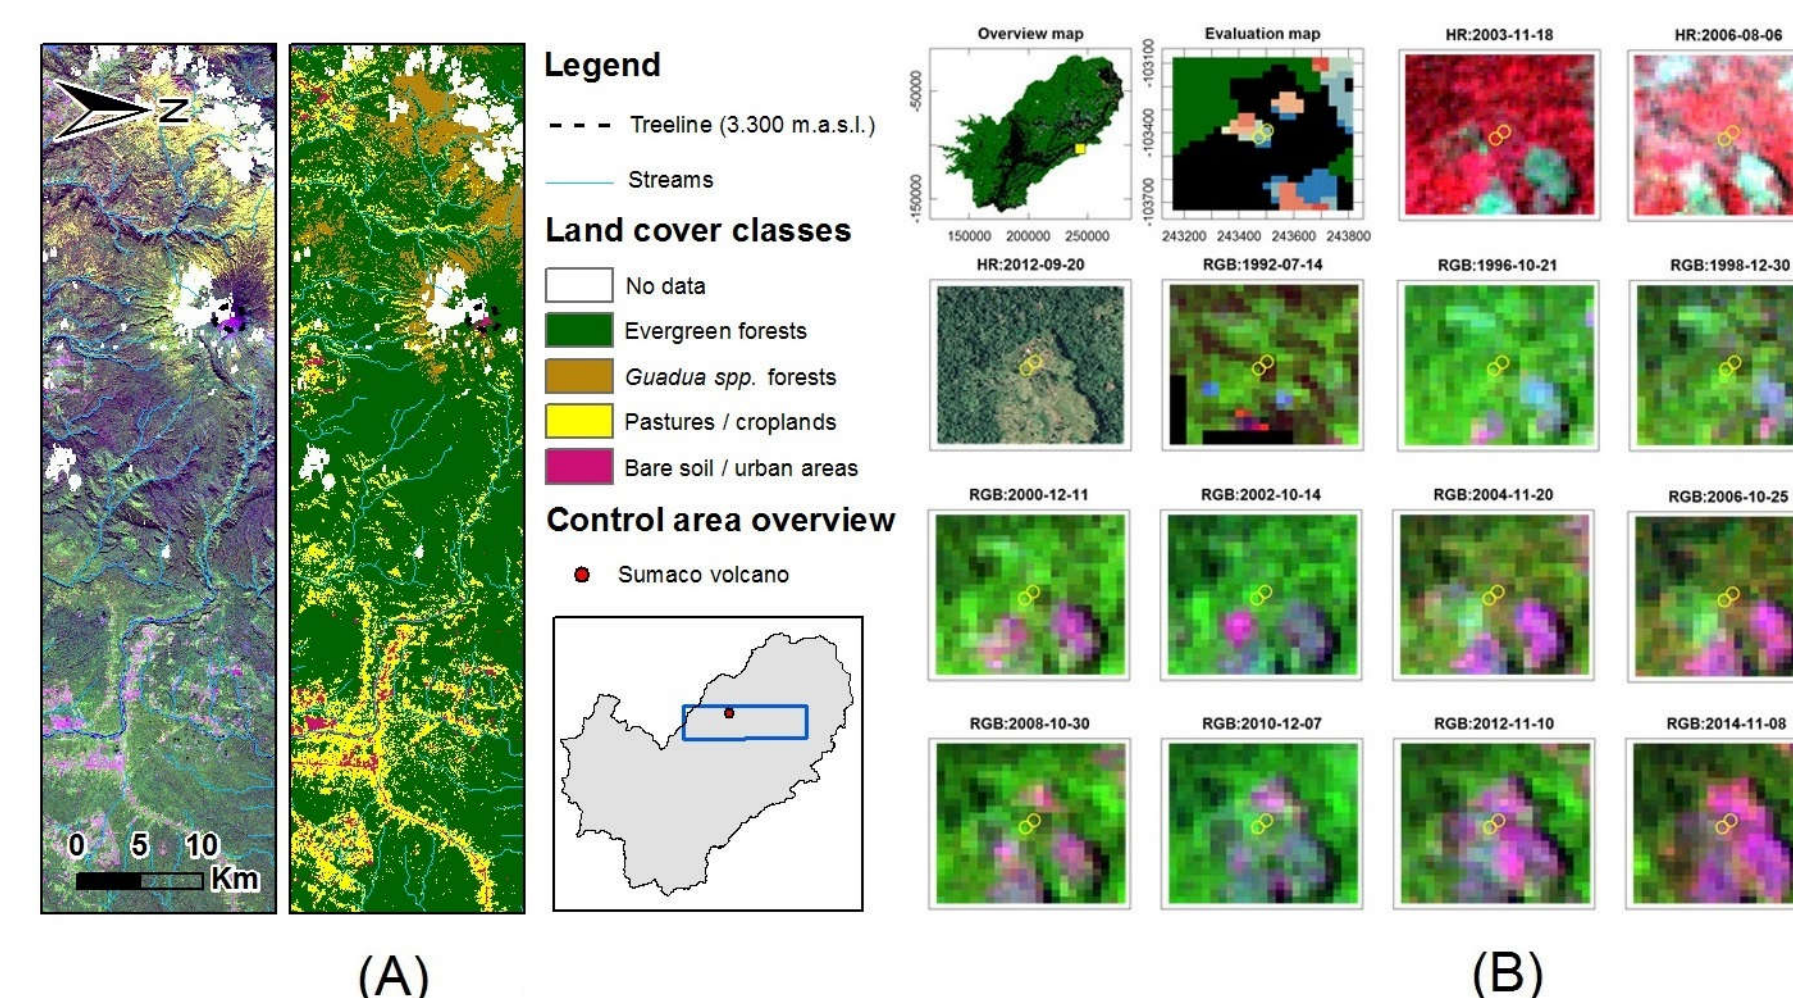 N
0 5 10
Km
Legend
Treeline (3.300 m.a.s.l.)
Streams
Land cover classes
No data
Evergreen forests
Guadua spp. forests
Pastures / croplands
Bare soil / urban areas
Control area overview
Sumaco volcano
(A)
Overview map
-50000
-150000
150000 200000 250000
Evaluation map
-103100
-103400
-103700
243200 243400 243600 243800
HR:2003-11-18
HR:2006-08-06
HR:2012-09-20
RGB:1992-07-14
RGB:1996-10-21
RGB:1998-12-30
RGB:2000-12-11
RGB:2002-10-14
RGB:2004-11-20
RGB:2006-10-25
RGB:2008-10-30
RGB:2010-12-07
RGB:2012-11-10
RGB:2014-11-08
(B)